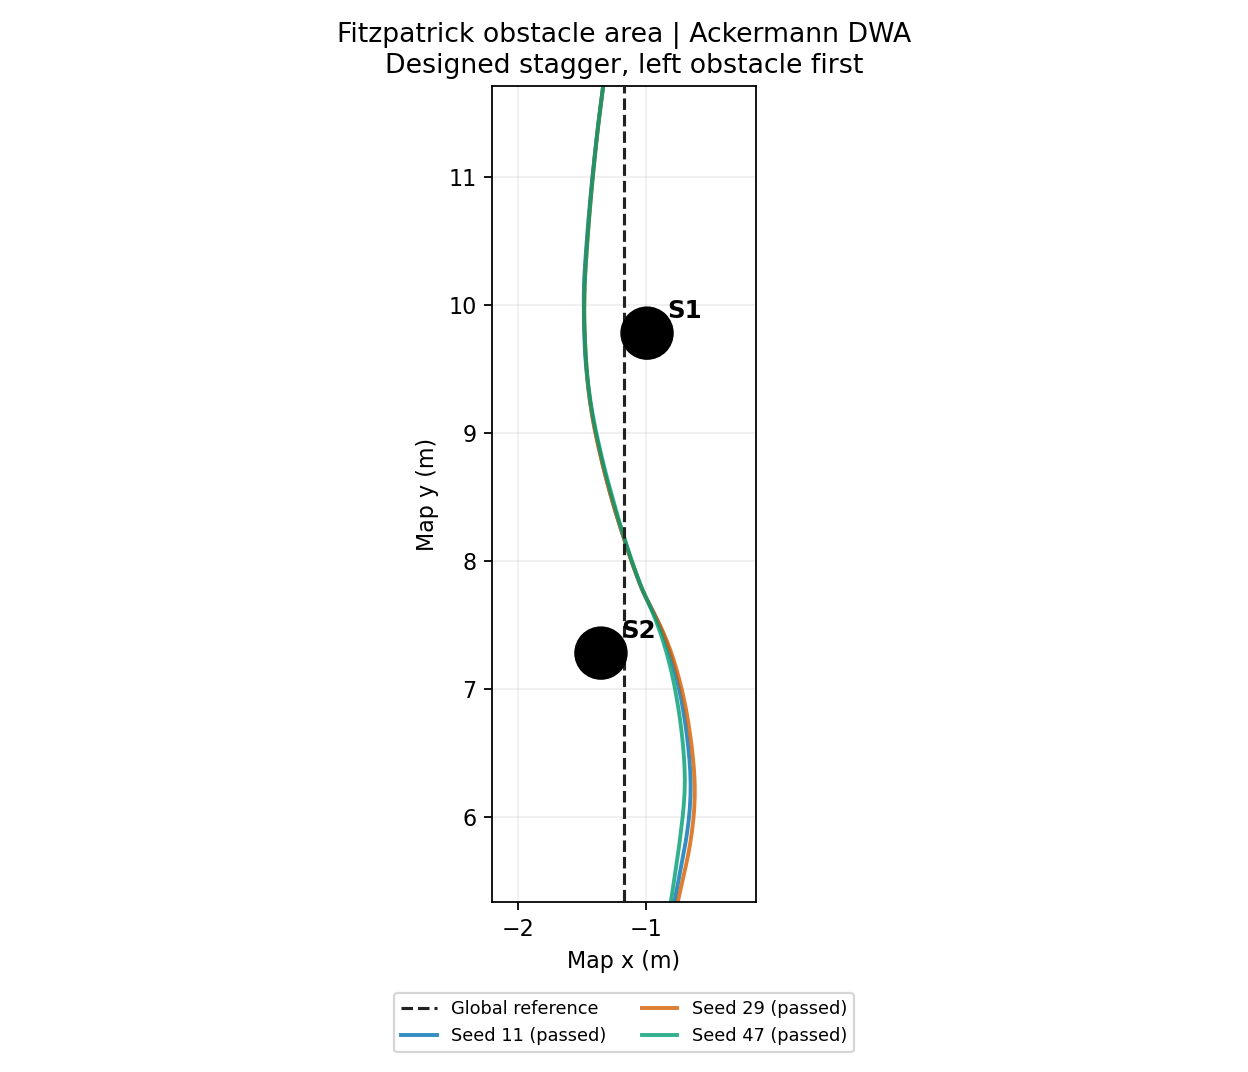 Fitzpatrick obstacle area | Ackermann DWA
Designed stagger, left obstacle first
11
10
9
8
7
6
S1
S2
Map y (m)
−2
−1
Map x (m)
Global reference
Seed 11 (passed)
Seed 29 (passed)
Seed 47 (passed)